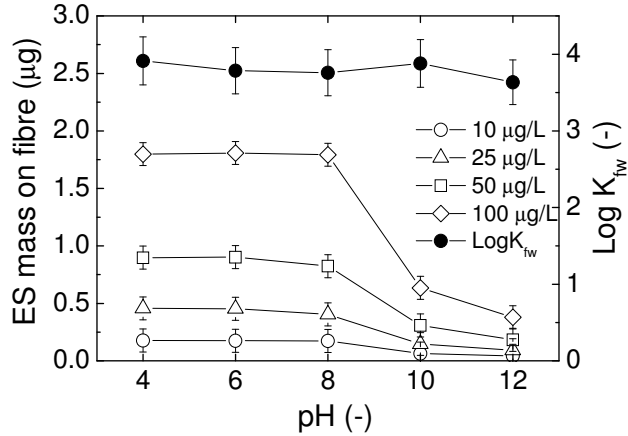 ES mass on fibre (μg)
3.0
2.5
2.0
1.5
1.0
0.5
0.0
4
6
8
10
12
pH (-)
10 μg/L
25 μg/L
50 μg/L
100 μg/L
LogK_fw
4
3
2
1
0
Log K_fw (-)